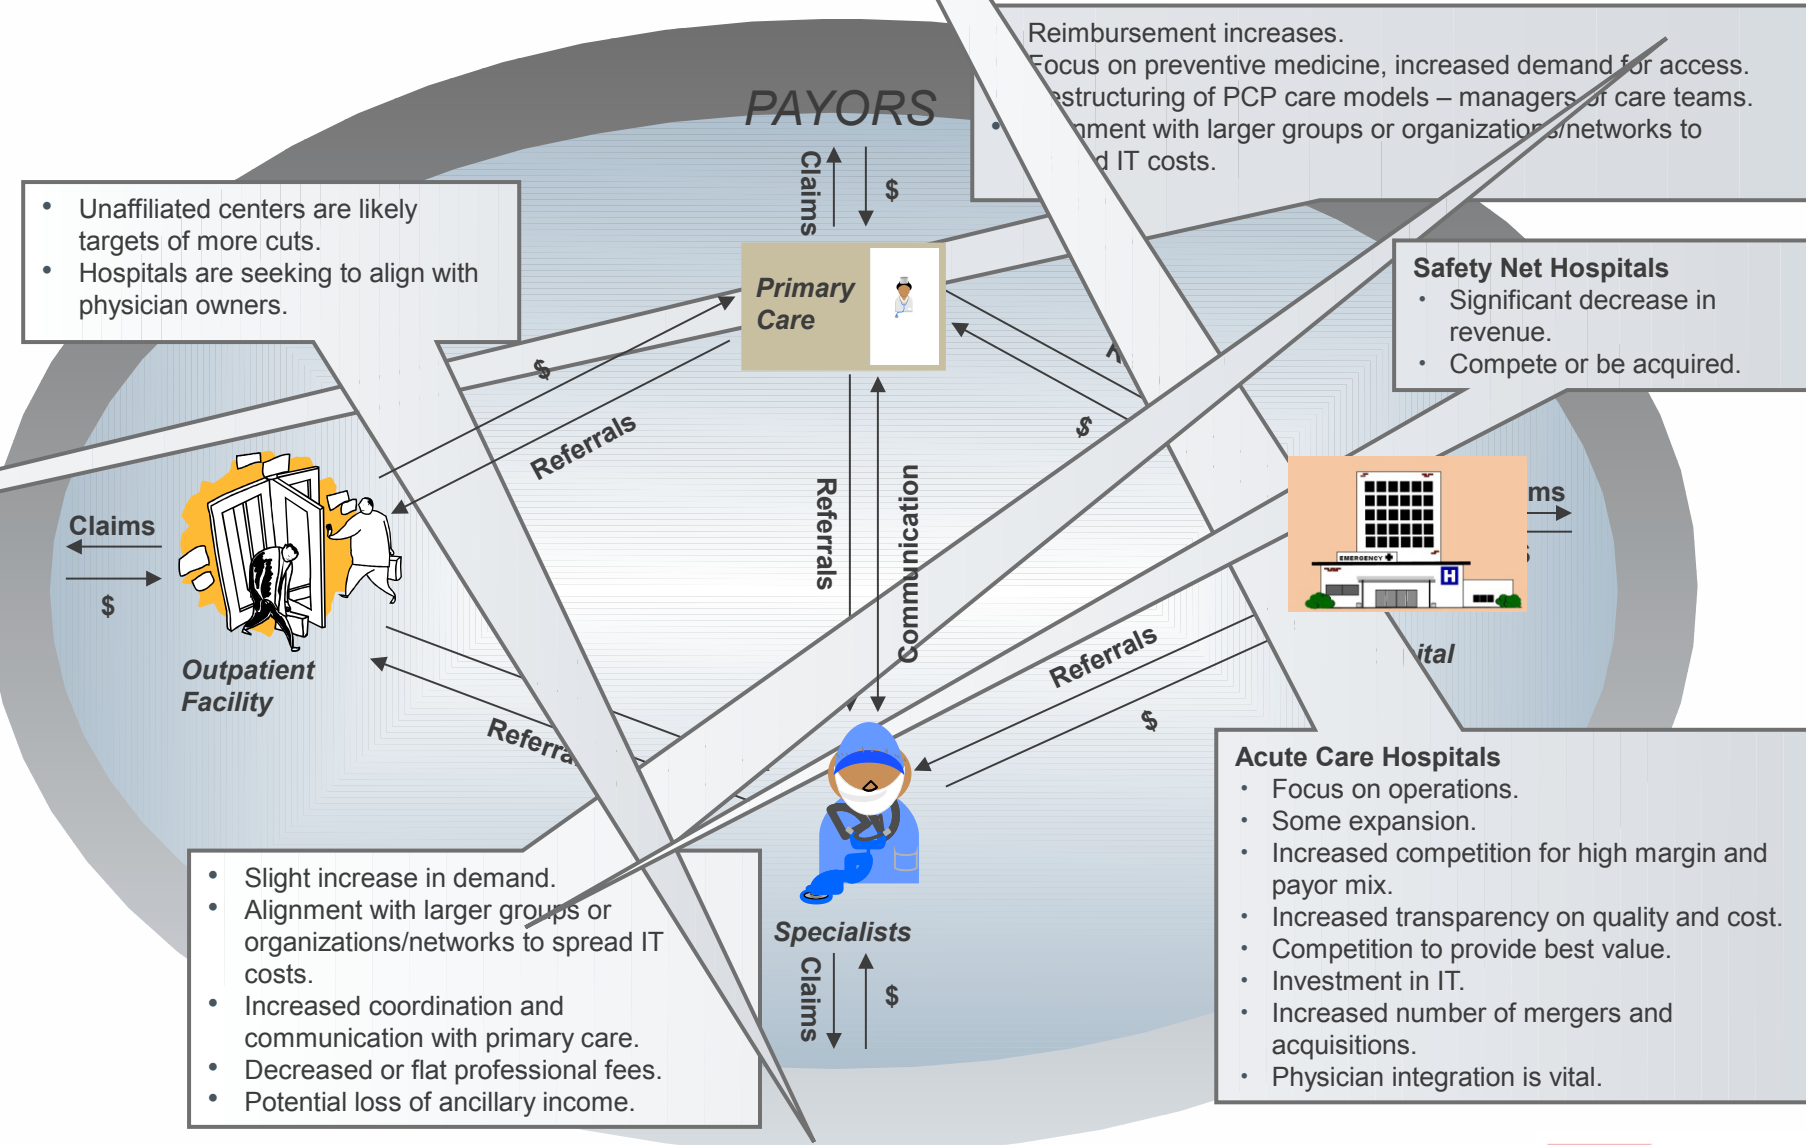 Reimbursement increases.
Focus on preventive medicine, increased demand for access.
estructuring of PCP care models – managers of care teams.
nment with larger groups or organizations/networks to
d IT costs.
PAYORS
Claims
$
• Unaffiliated centers are likely
targets of more cuts.
• Hospitals are seeking to align with
physician owners.
Primary
Care
Safety Net Hospitals
• Significant decrease in
revenue.
• Compete or be acquired.
$
Referrals
$
Referrals
Communication
Claims
$
ms
EMERGENCY
H
Outpatient
Facility
Referrals
$
ital
Referra
Acute Care Hospitals
• Focus on operations.
• Some expansion.
• Increased competition for high margin and
payor mix.
• Increased transparency on quality and cost.
• Competition to provide best value.
• Investment in IT.
• Increased number of mergers and
acquisitions.
• Physician integration is vital.
• Slight increase in demand.
• Alignment with larger groups or
organizations/networks to spread IT
costs.
• Increased coordination and
communication with primary care.
• Decreased or flat professional fees.
• Potential loss of ancillary income.
Specialists
Claims
$